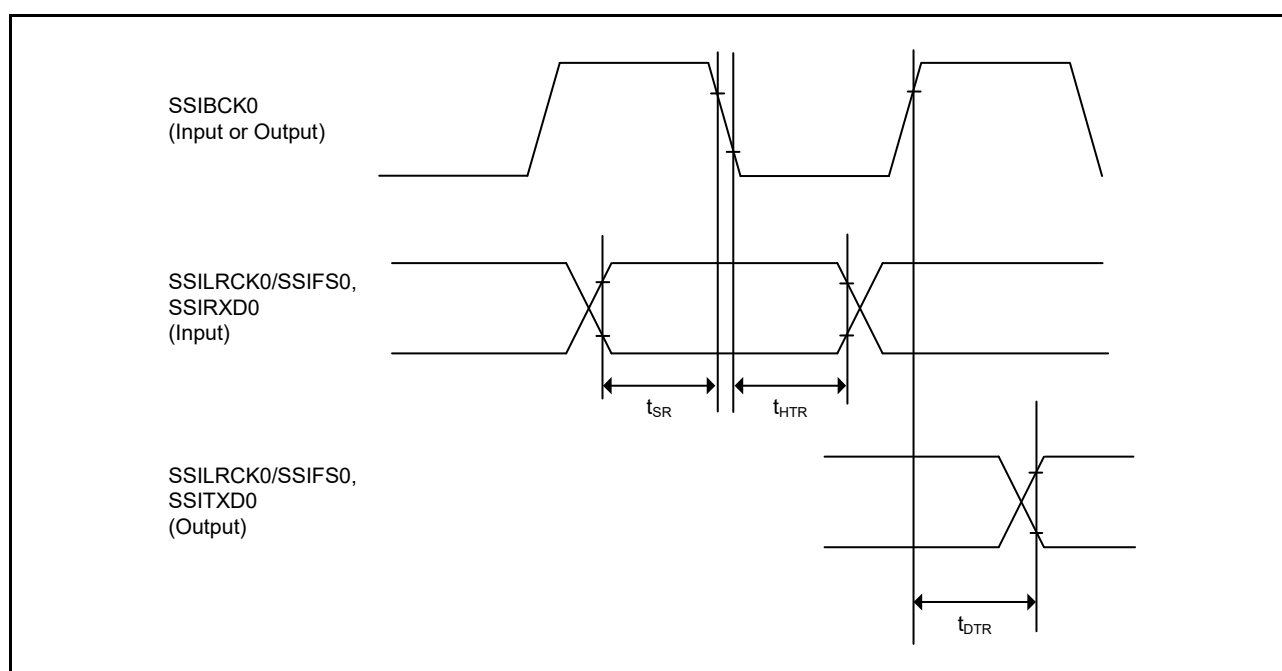 SSIBCK0
(Input or Output)
SSILRCK0/SSIFS0,
SSIRXD0
(Input)
tSR
tHTR
SSILRCK0/SSIFS0,
SSITXD0
(Output)
tDTR